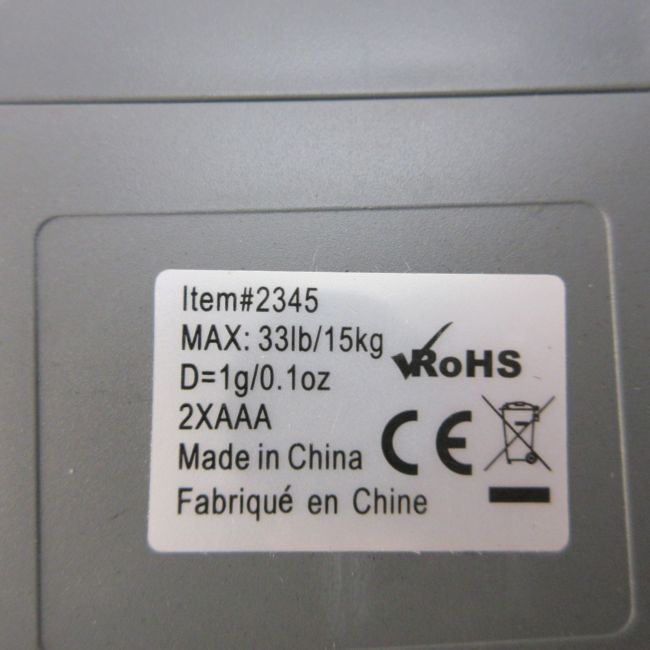 Item#2345
MAX: 33lb/15kg
D=1g/0.1oz
2XAAA
Made in China
Fabriqué en Chine
RoHS
CE